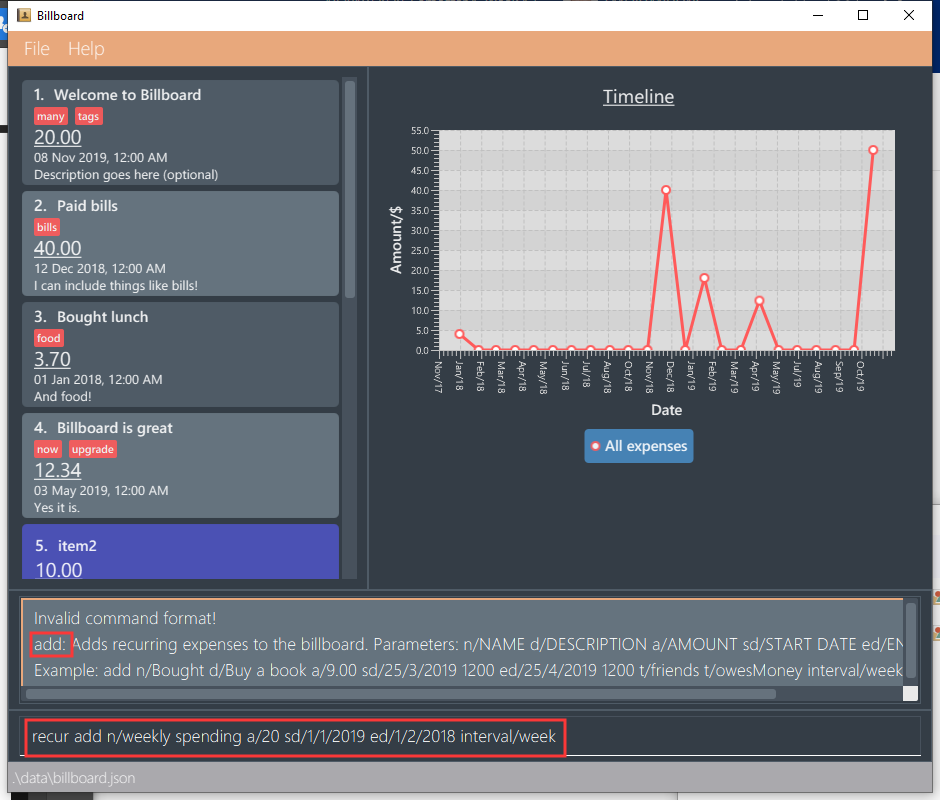 Billboard
File Help
1. Welcome to Billboard
many tags
20.00
08 Nov 2019, 12:00 AM
Description goes here (optional)
2. Paid bills
bills
40.00
12 Dec 2018, 12:00 AM
I can include things like bills!
3. Bought lunch
food
3.70
01 Jan 2018, 12:00 AM
And food!
4. Billboard is great
now upgrade
12.34
03 May 2019, 12:00 AM
Yes it is.
5. item2
10.00
Timeline
55.0
50.0
45.0
40.0
35.0
30.0
25.0
20.0
15.0
10.0
5.0
0.0
Amount/$
Nov/17
Jan/18
Feb/18
Mar/18
Apr/18
May/18
Jun/18
Jul/18
Aug/18
Oct/18
Nov/18
Dec/18
Jan/19
Feb/19
Mar/19
Apr/19
May/19
Jul/19
Aug/19
Sep/19
Oct/19
Date
All expenses
Invalid command format!
add: Adds recurring expenses to the billboard. Parameters: n/NAME d/DESCRIPTION a/AMOUNT sd/START DATE ed/EN
Example: add n/Bought d/Buy a book a/9.00 sd/25/3/2019 1200 ed/25/4/2019 1200 t/friends t/owesMoney interval/week
recur add n/weekly spending a/20 sd/1/1/2019 ed/1/2/2018 interval/week
.\data\billboard.json